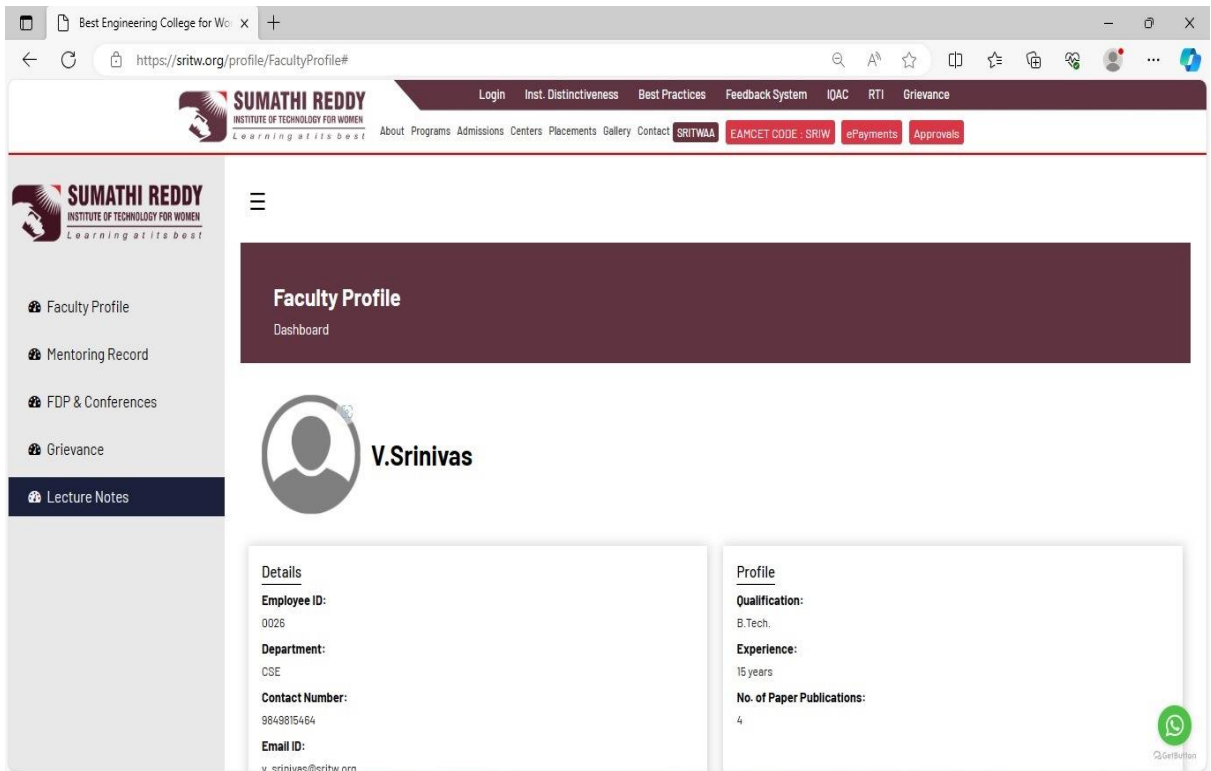 Best Engineering College for Wo
https://sritw.org/profile/FacultyProfile#
SUMATHI REDDY
INSTITUTE OF TECHNOLOGY FOR WOMEN
Learning at its best
Login Inst. Distinctiveness Best Practices Feedback System IQAC RTI Grievance
About Programs Admissions Centers Placements Gallery Contact SRITWAA EAMCET CODE : SRIW ePayments Approvals
SUMATHI REDDY
INSTITUTE OF TECHNOLOGY FOR WOMEN
Learning at its best
Faculty Profile
Mentoring Record
FDP & Conferences
Grievance
Lecture Notes
Faculty Profile
Dashboard
V.Srinivas
Details
Employee ID:
0026
Department:
CSE
Contact Number:
9849815464
Email ID:
v_srinivas@sritw.org
Profile
Qualification:
B.Tech.
Experience:
15 years
No. of Paper Publications:
4
GetButton